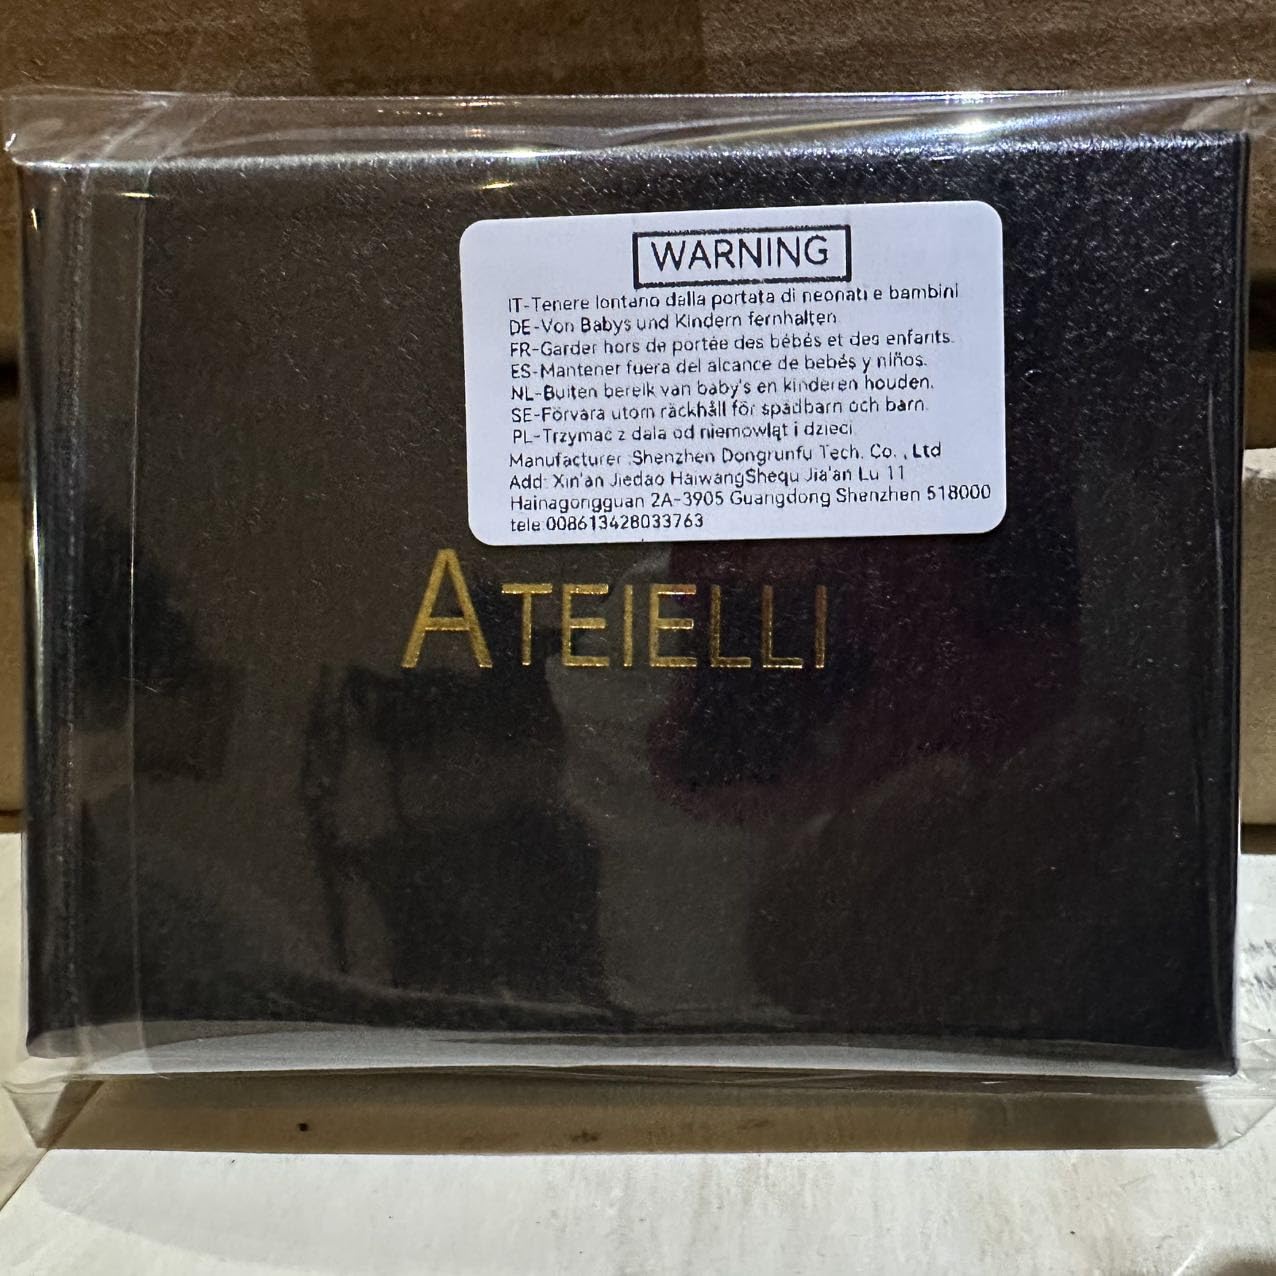 WARNING
IT-Tenere lontano dalla portata di neonati e bambini
DE-Von Babys und Kindern fernhalten
FR-Garder hors de portée des bébés et des enfants.
ES-Mantener fuera del alcance de bebés y niños.
NL-Buiten bereik van baby's en kinderen houden.
SE-Förvara utom räckhåll för spädbarn och barn.
PL-Trzymać z dala od niemowląt i dzieci
Manufacturer:Shenzhen Dongrunfu Tech. Co., Ltd
Add: Xin'an Jiedao HaiwangShequ Jia'an Lu 11
Hainagongguan 2A-3905 Guangdong Shenzhen 518000
tele:008613428033763
ATEIELLI